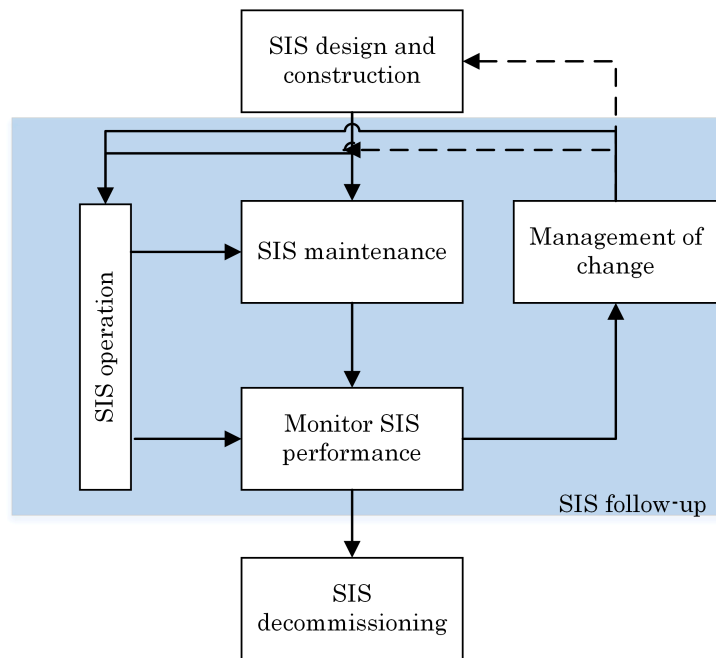 SIS design and
construction
SIS operation
SIS maintenance
Management of
change
Monitor SIS
performance
SIS follow-up
SIS
decommissioning